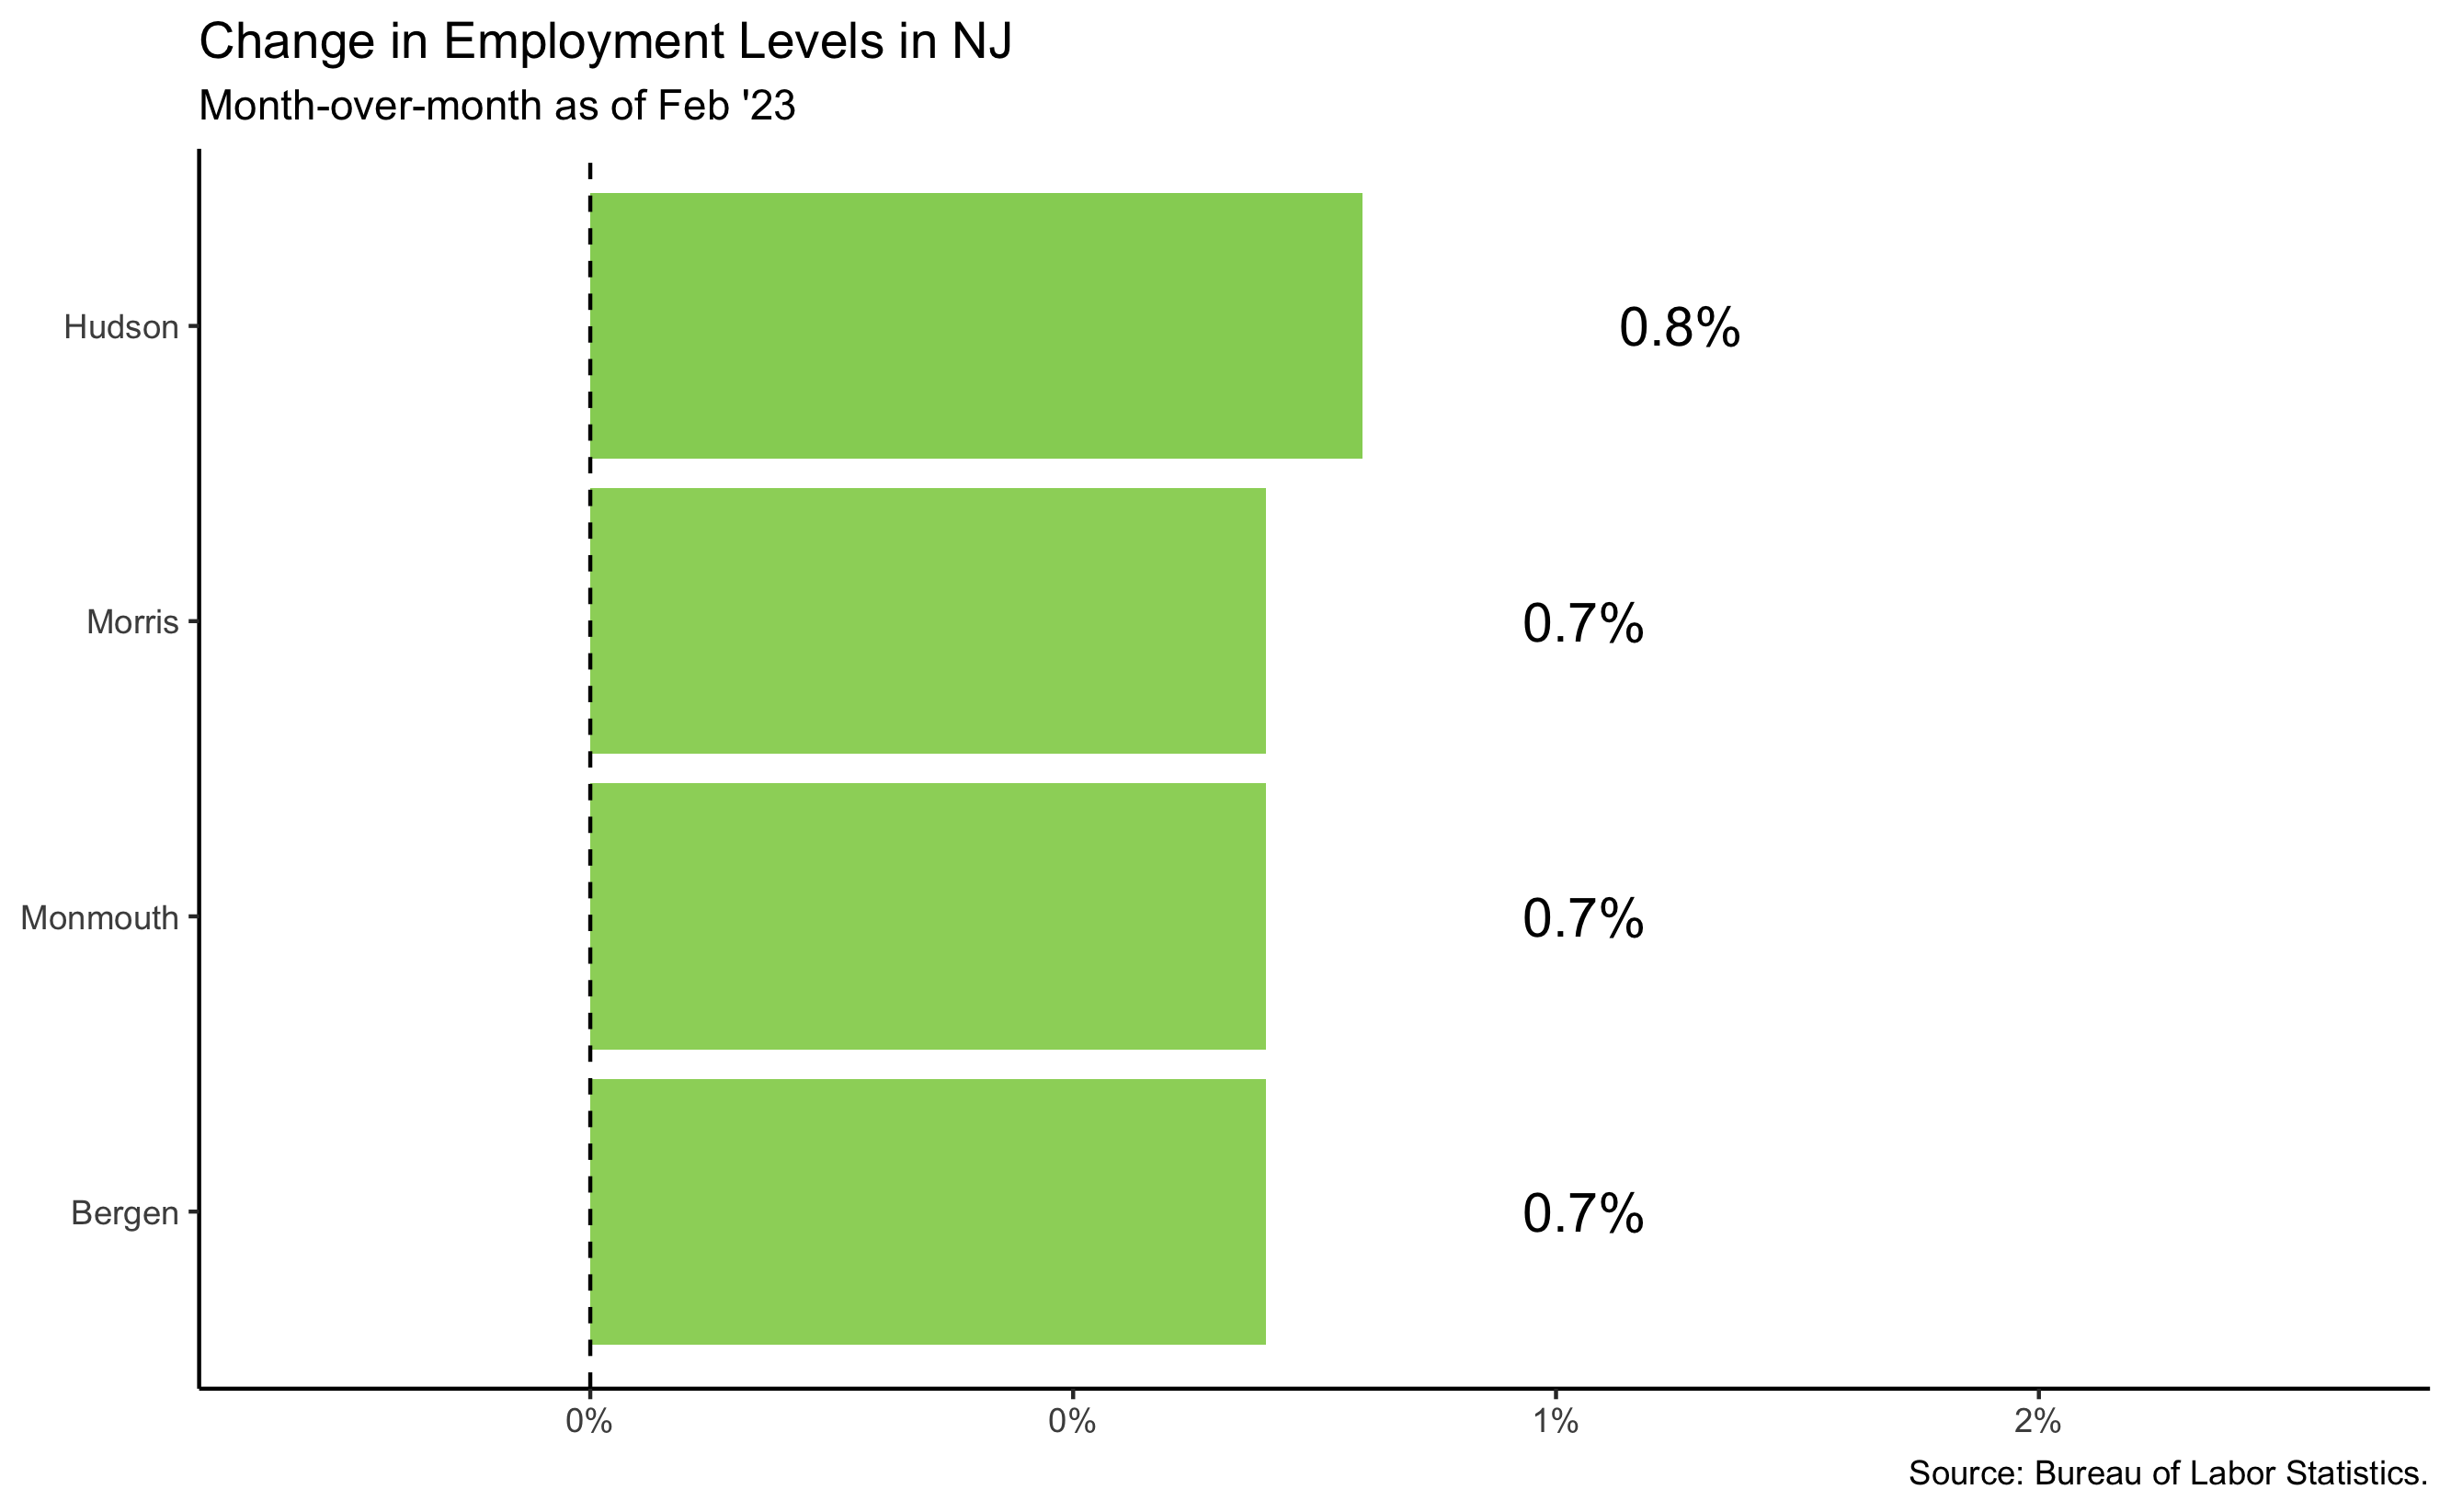 Change in Employment Levels in NJ
Month-over-month as of Feb '23
Hudson
0.8%
Morris
0.7%
Monmouth
0.7%
Bergen
0.7%
0% 0% 1% 2%
Source: Bureau of Labor Statistics.